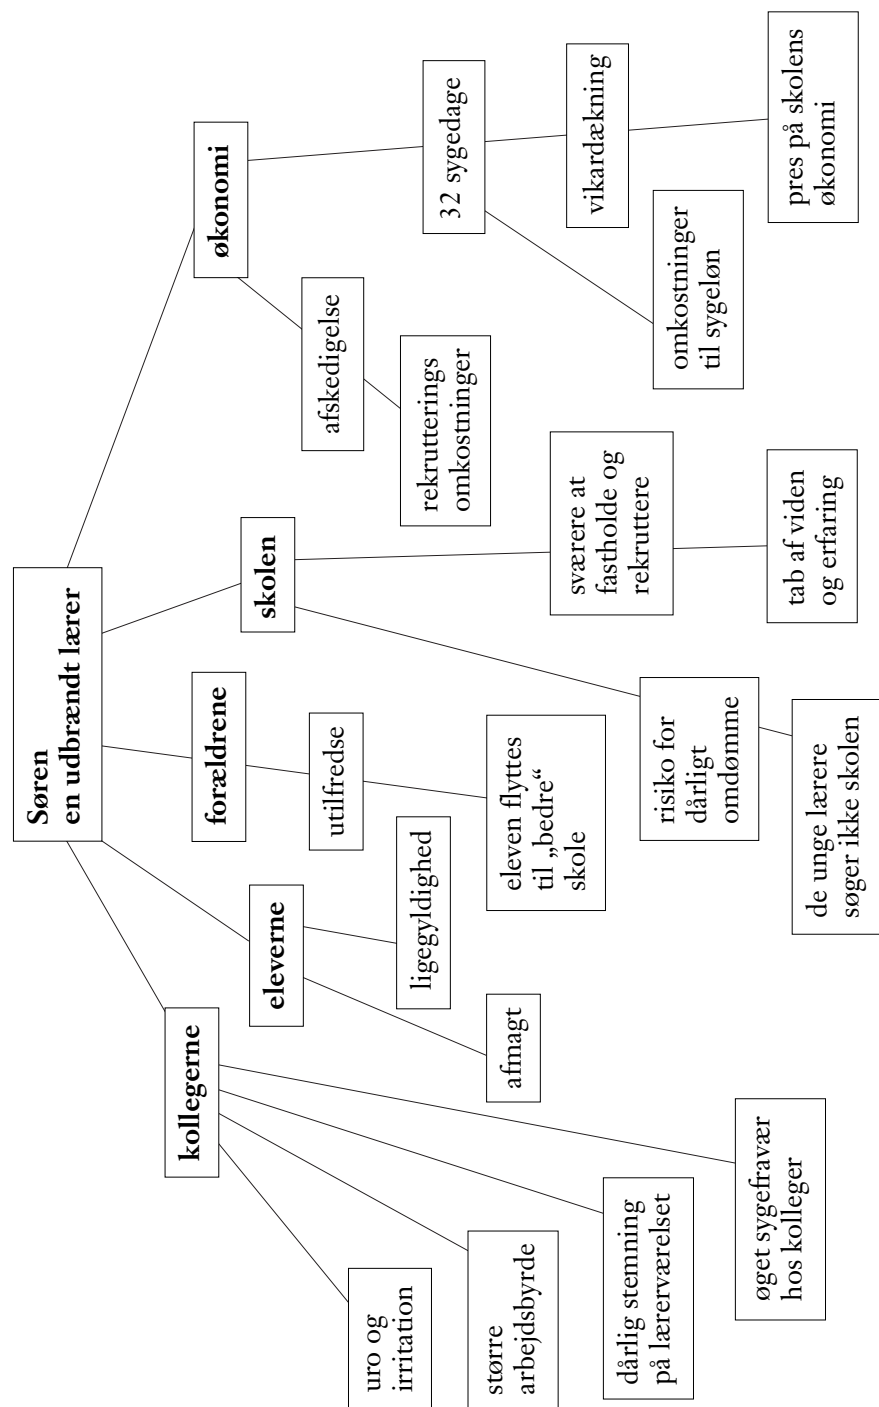 Søren
en udbrændt lærer
kollegerne
uro og
irritation
større
arbejdsbyrde
dårlig stemning
på lærerværelset
øget sygefravær
hos kolleger
eleverne
afmagt
ligegyldighed
forældrene
utilfredse
eleven flyttes
til „bedre“
skole
skolen
risiko for
dårligt
omdømme
de unge lærere
søger ikke skolen
sværere at
fastholde og
rekruttere
tab af viden
og erfaring
økonomi
afskedigelse
rekrutterings
omkostninger
32 sygedage
omkostninger
til sygeløn
vikardækning
pres på skolens
økonomi